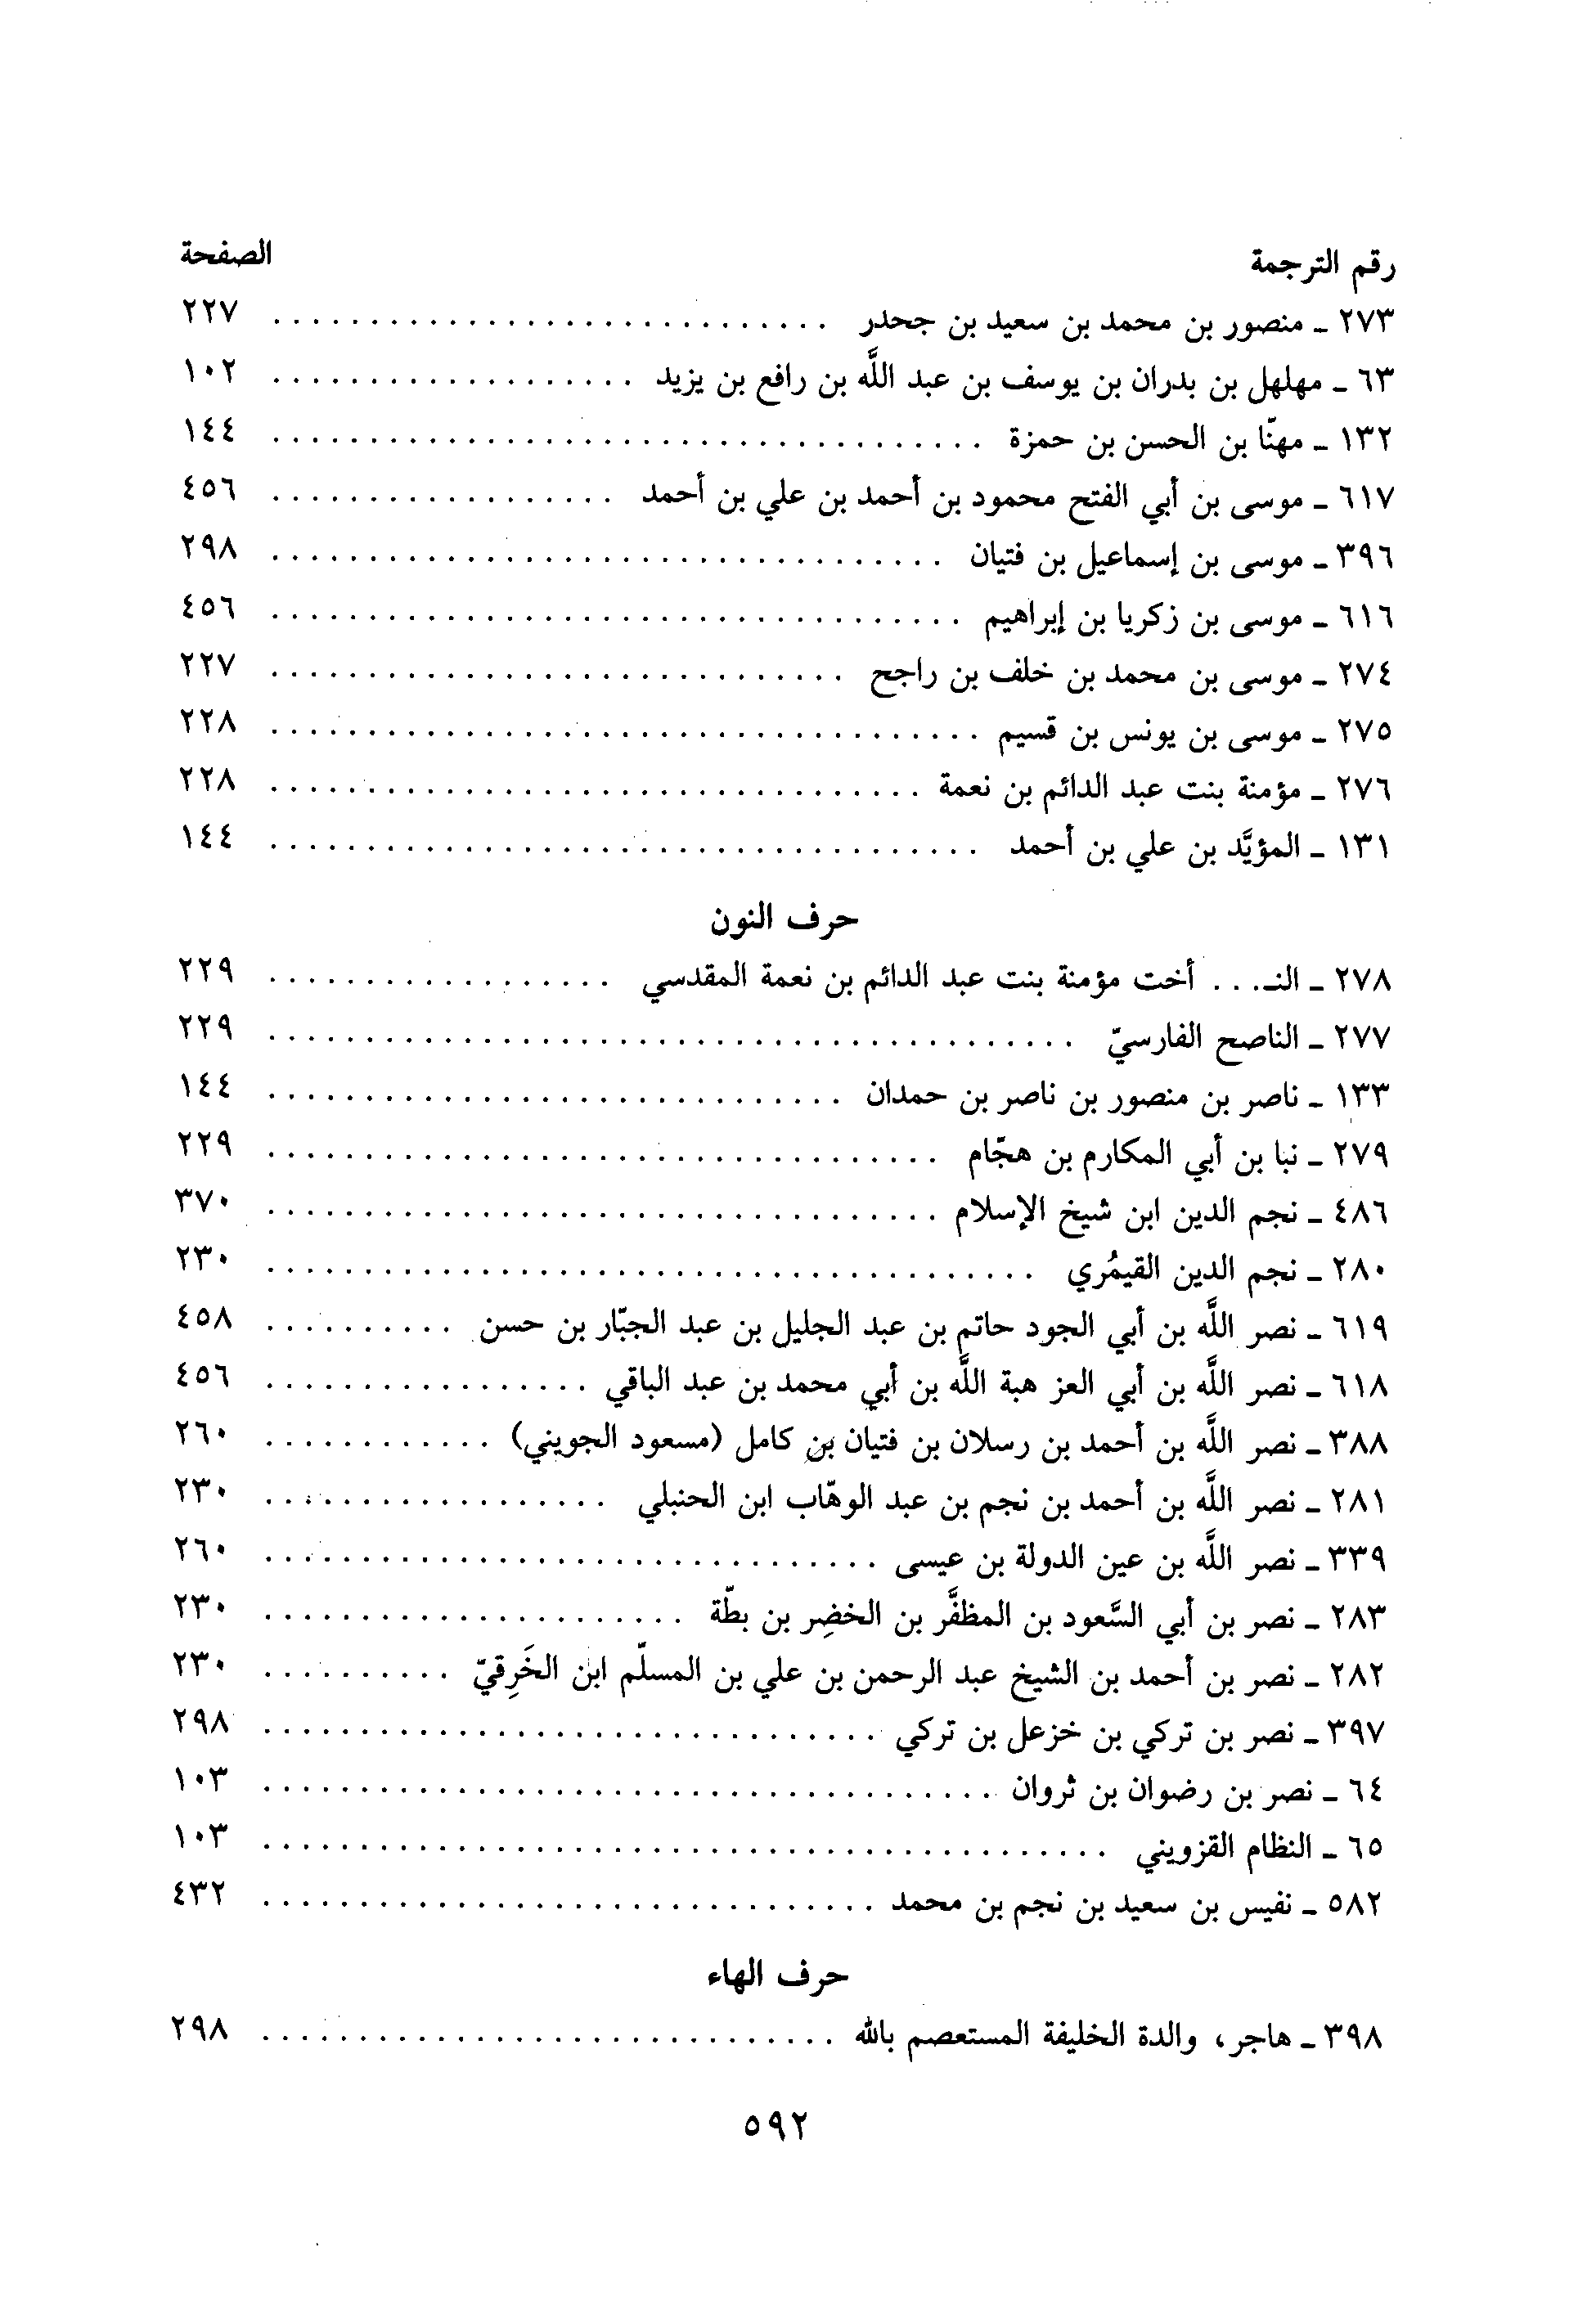 رقم الترجمة الصفحة
٢٧٣ ـ منصور بن محمد بن سعيد بن جحدر . . . . . . . . . . . . . . . . . . . . . . . . . . . . . ٢٢٧
٦٣ ـ مهلهل بن بدران بن يوسف بن عبد اللَّه بن رافع بن يزيد . . . . . . . . . . . . . . . . . . . ١٠٢
١٣٢ ـ مهنّا بن الحسن بن حمزة . . . . . . . . . . . . . . . . . . . . . . . . . . . . . . . . . . . . . ١٤٤
٦١٧ ـ موسى بن أبي الفتح محمود بن أحمد بن علي بن أحمد . . . . . . . . . . . . . . . . . . ٤٥٦
٣٩٦ ـ موسى بن إسماعيل بن فتيان . . . . . . . . . . . . . . . . . . . . . . . . . . . . . . . . . . . ٢٩٨
٦١٦ ـ موسى بن زكريا بن إبراهيم . . . . . . . . . . . . . . . . . . . . . . . . . . . . . . . . . . . . ٤٥٦
٢٧٤ ـ موسى بن محمد بن خلف بن راجح . . . . . . . . . . . . . . . . . . . . . . . . . . . . . . ٢٢٧
٢٧٥ ـ موسى بن يونس بن قسيم . . . . . . . . . . . . . . . . . . . . . . . . . . . . . . . . . . . . . ٢٢٨
٢٧٦ ـ مؤمنة بنت عبد الدائم بن نعمة . . . . . . . . . . . . . . . . . . . . . . . . . . . . . . . . . . ٢٢٨
١٣١ ـ المؤيَّد بن علي بن أحمد . . . . . . . . . . . . . . . . . . . . . . . . . . . . . . . . . . . . . ١٤٤
حرف النون
٢٧٨ ـ النـ. . . أخت مؤمنة بنت عبد الدائم بن نعمة المقدسي . . . . . . . . . . . . . . . . . . ٢٢٩
٢٧٧ ـ الناصح الفارسيّ . . . . . . . . . . . . . . . . . . . . . . . . . . . . . . . . . . . . . . . . . . ٢٢٩
١٣٣ ـ ناصر بن منصور بن ناصر بن حمدان . . . . . . . . . . . . . . . . . . . . . . . . . . . . . . ١٤٤
٢٧٩ ـ نبا بن أبي المكارم بن هجّام . . . . . . . . . . . . . . . . . . . . . . . . . . . . . . . . . . . ٢٢٩
٤٨٦ ـ نجم الدين ابن شيخ الإسلام . . . . . . . . . . . . . . . . . . . . . . . . . . . . . . . . . . . ٣٧٠
٢٨٠ ـ نجم الدين القيمُري . . . . . . . . . . . . . . . . . . . . . . . . . . . . . . . . . . . . . . . . ٢٣٠
٦١٩ ـ نصر اللَّه بن أبي الجود حاتم بن عبد الجليل بن عبد الجبّار بن حسن . . . . . . . . . . ٤٥٨
٦١٨ ـ نصر اللَّه بن أبي العز هبة اللَّه بن أبي محمد بن عبد الباقي . . . . . . . . . . . . . . . . . ٤٥٦
٣٨٨ ـ نصر اللَّه بن أحمد بن رسلان بن فتيان بن كامل (مسعود الجويني) . . . . . . . . . . . . ٢٦٠
٢٨١ ـ نصر اللَّه بن أحمد بن نجم بن عبد الوهّاب ابن الحنبلي . . . . . . . . . . . . . . . . . . ٢٣٠
٣٣٩ ـ نصر اللَّه بن عين الدولة بن عيسى . . . . . . . . . . . . . . . . . . . . . . . . . . . . . . . . ٢٦٠
٢٨٣ ـ نصر بن أبي السَّعود بن المظفَّر بن الخضِر بن بطّة . . . . . . . . . . . . . . . . . . . . . . ٢٣٠
٢٨٢ ـ نصر بن أحمد بن الشيخ عبد الرحمن بن علي بن المسلّم ابن الخَرِقيّ . . . . . . . . . . ٢٣٠
٣٩٧ ـ نصر بن تركي بن خزعل بن تركي . . . . . . . . . . . . . . . . . . . . . . . . . . . . . . . . ٢٩٨
٦٤ ـ نصر بن رضوان بن ثروان . . . . . . . . . . . . . . . . . . . . . . . . . . . . . . . . . . . . . . ١٠٣
٦٥ ـ النظام القزويني . . . . . . . . . . . . . . . . . . . . . . . . . . . . . . . . . . . . . . . . . . . . ١٠٣
٥٨٢ ـ نفيس بن سعيد بن نجم بن محمد . . . . . . . . . . . . . . . . . . . . . . . . . . . . . . . . ٤٣٢
حرف الهاء
٣٩٨ ـ هاجر، والدة الخليفة المستعصم بالله . . . . . . . . . . . . . . . . . . . . . . . . . . . . . . ٢٩٨
٥٩٢